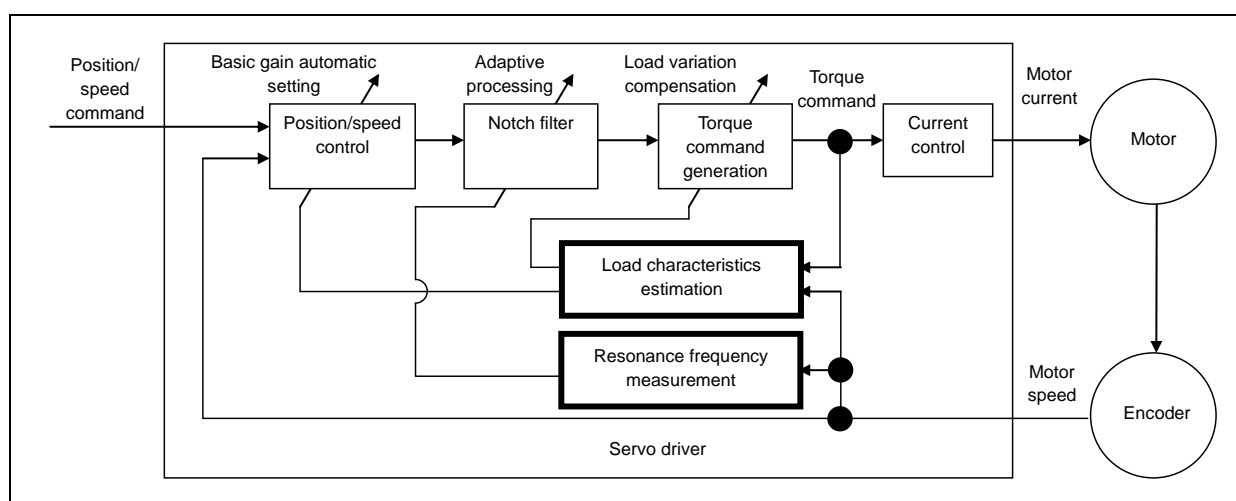 Position/
speed
command
Basic gain automatic
setting
Adaptive
processing
Load variation
compensation
Torque
command
Motor
current
Position/speed
control
Notch filter
Torque
command
generation
Current
control
Motor
Load characteristics
estimation
Resonance frequency
measurement
Motor
speed
Encoder
Servo driver